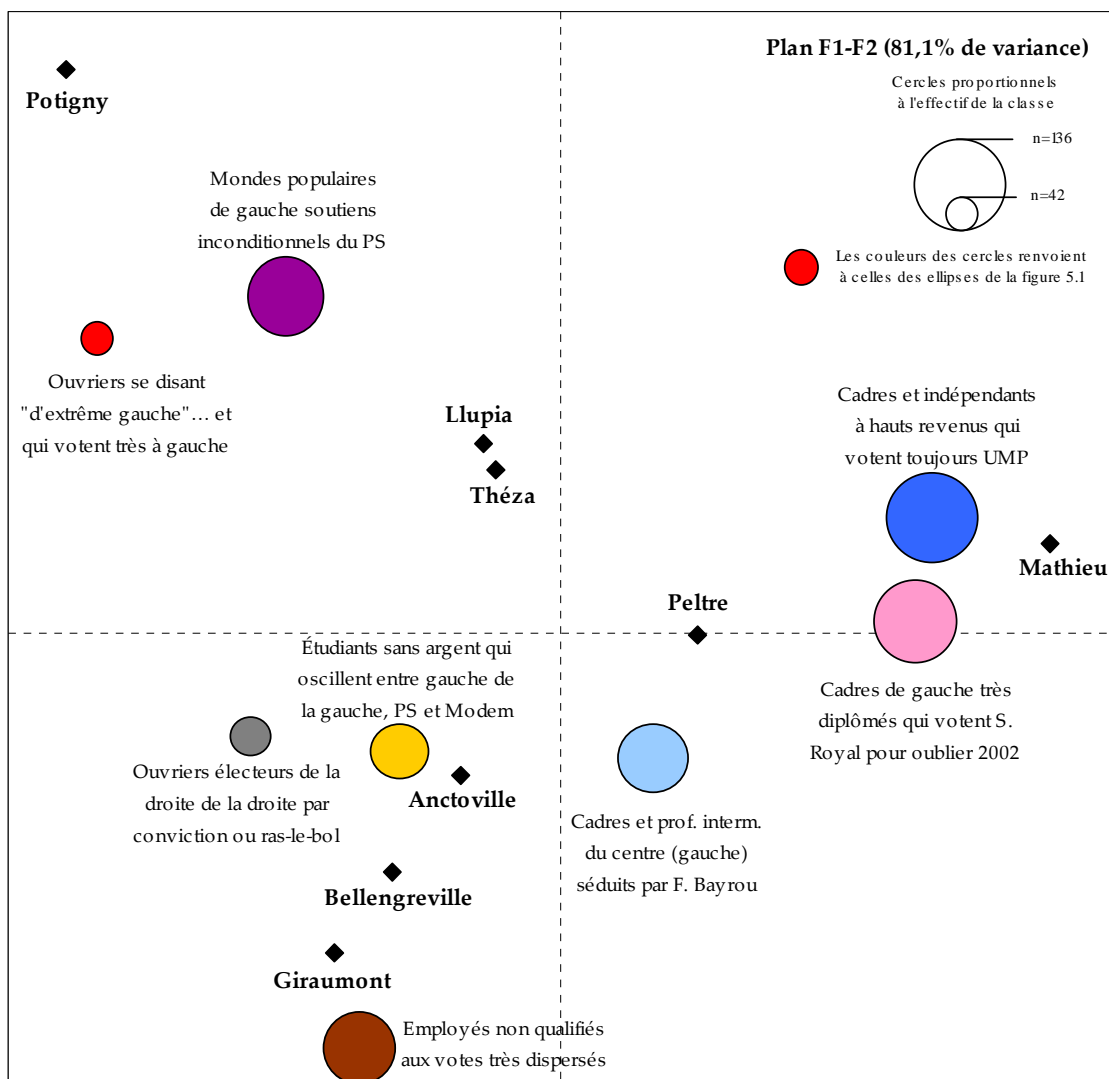 Plan F1-F2 (81,1% de variance)
Cercles proportionnels
à l'effectif de la classe
n=136
n=42
Les couleurs des cercles renvoient
à celles des ellipses de la figure 5.1
Potigny
Mondes populaires
de gauche soutiens
inconditionnels du PS
Ouvriers se disant
"d'extrême gauche"… et
qui votent très à gauche
Llupia
Théza
Cadres et indépendants
à hauts revenus qui
votent toujours UMP
Mathieu
Peltre
Cadres de gauche très
diplômés qui votent S.
Royal pour oublier 2002
Étudiants sans argent qui
oscillent entre gauche de
la gauche, PS et Modem
Ouvriers électeurs de la
droite de la droite par
conviction ou ras-le-bol
Anctoville
Cadres et prof. interm.
du centre (gauche)
séduits par F. Bayrou
Bellengreville
Giraumont
Employés non qualifiés
aux votes très dispersés